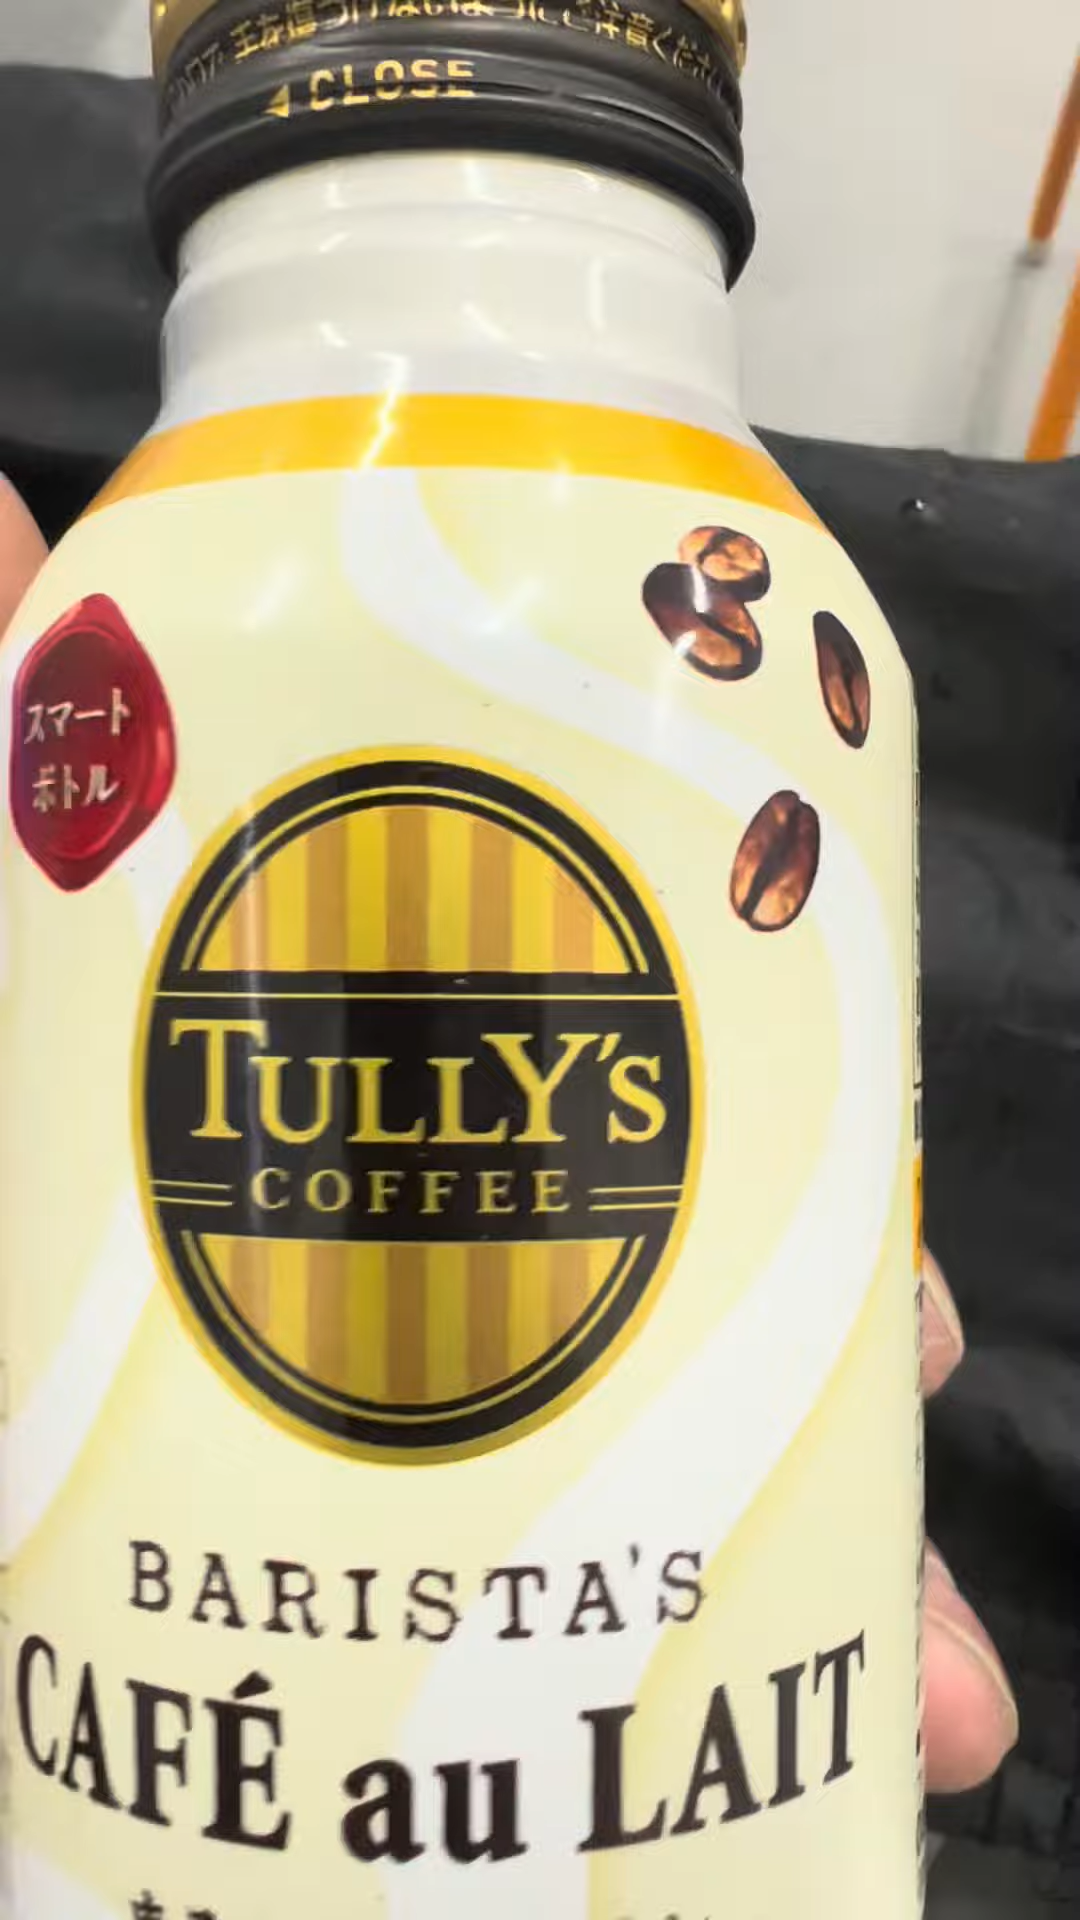 ◀CLOSE
スマート
ボトル
TULLY'S
COFFEE
BARISTA'S
CAFÉ au LAIT